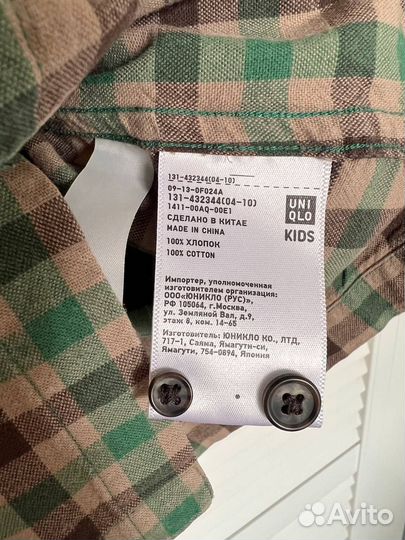 131-432344(04-10)
09-13-0F024A
131-432344(04-10)
1411-00AQ-00E1
СДЕЛАНО В КИТАЕ
MADE IN CHINA
100% ХЛОПОК
100% COTTON
UNI
QLO
KIDS
Импортер, уполномоченная
изготовителем организация:
ООО«ЮНИКЛО (РУС)»,
РФ 105064, г.Москва,
ул. Земляной Вал, д.9,
этаж 8, ком. 14-65
Изготовитель: ЮНИКЛО КО., ЛТД,
717-1, Саяма, Ямагути-си,
Ямагути, 754-0894, Япония
Avito